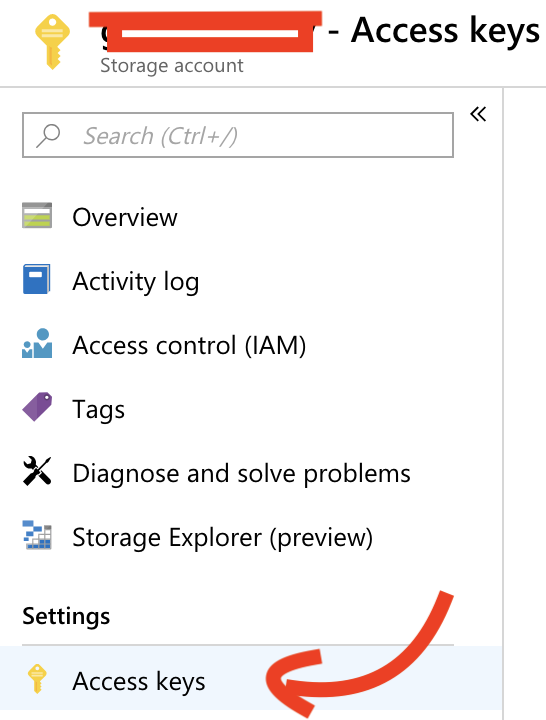 - Access keys
Storage account
Search (Ctrl+/)
Overview
Activity log
Access control (IAM)
Tags
Diagnose and solve problems
Storage Explorer (preview)
Settings
Access keys